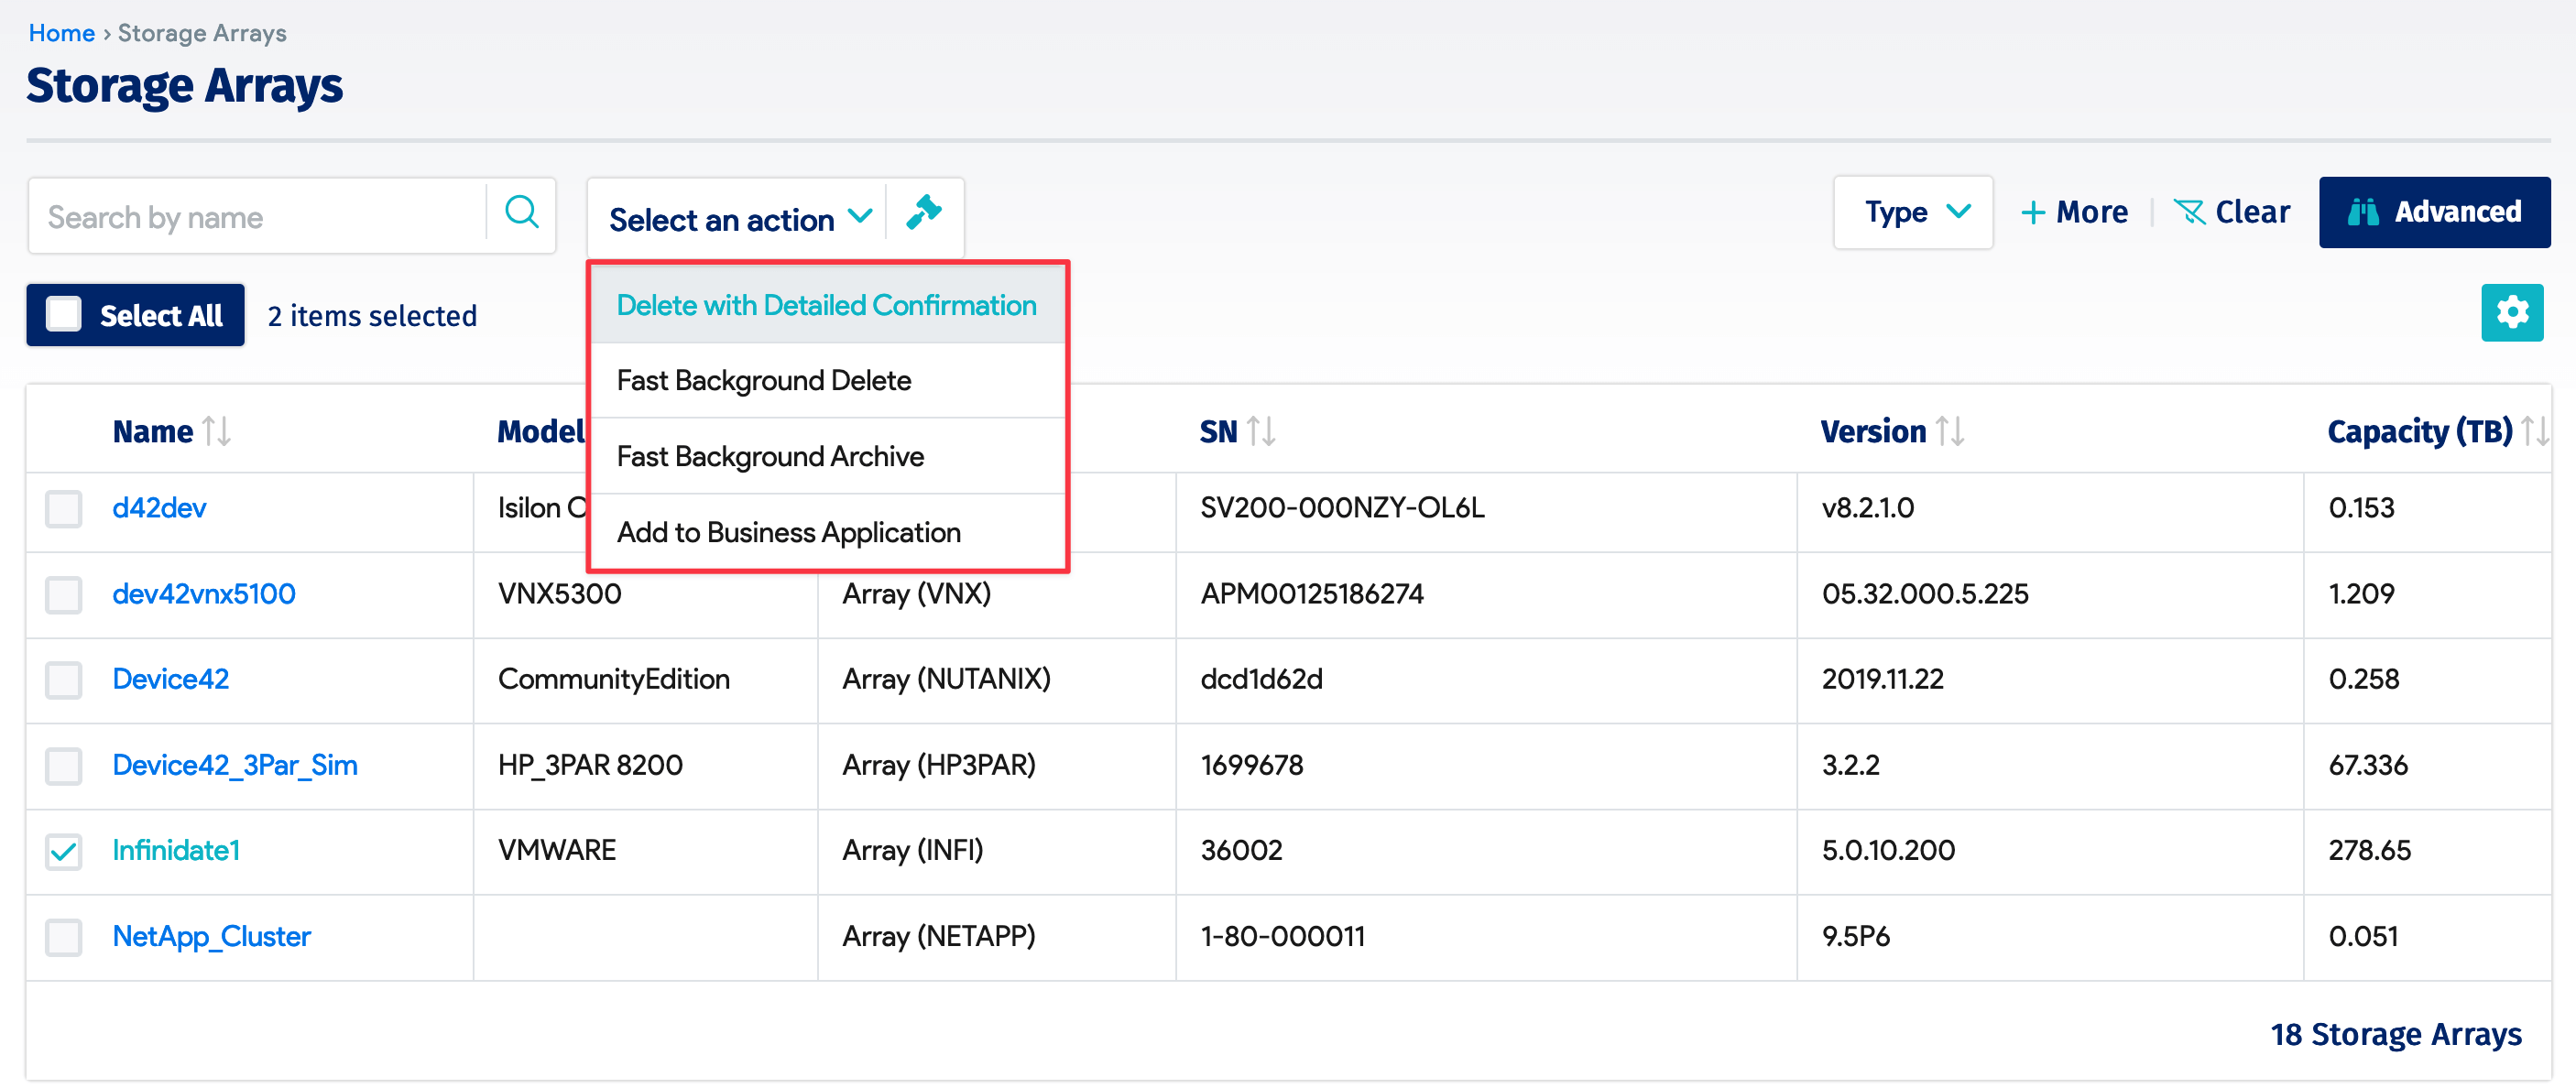 Home › Storage Arrays
Storage Arrays
Search by name
Select an action
Type
More
Clear
Advanced
Select All
2 items selected
Delete with Detailed Confirmation
Fast Background Delete
Fast Background Archive
Add to Business Application
Name Model SN Version Capacity (TB)
d42dev Isilon SV200-000NZY-OL6L v8.2.1.0 0.153
dev42vnx5100 VNX5300 Array (VNX) APM00125186274 05.32.000.5.225 1.209
Device42 CommunityEdition Array (NUTANIX) dcd1d62d 2019.11.22 0.258
Device42_3Par_Sim HP_3PAR 8200 Array (HP3PAR) 1699678 3.2.2 67.336
Infinidate1 VMWARE Array (INFI) 36002 5.0.10.200 278.65
NetApp_Cluster Array (NETAPP) 1-80-000011 9.5P6 0.051
18 Storage Arrays